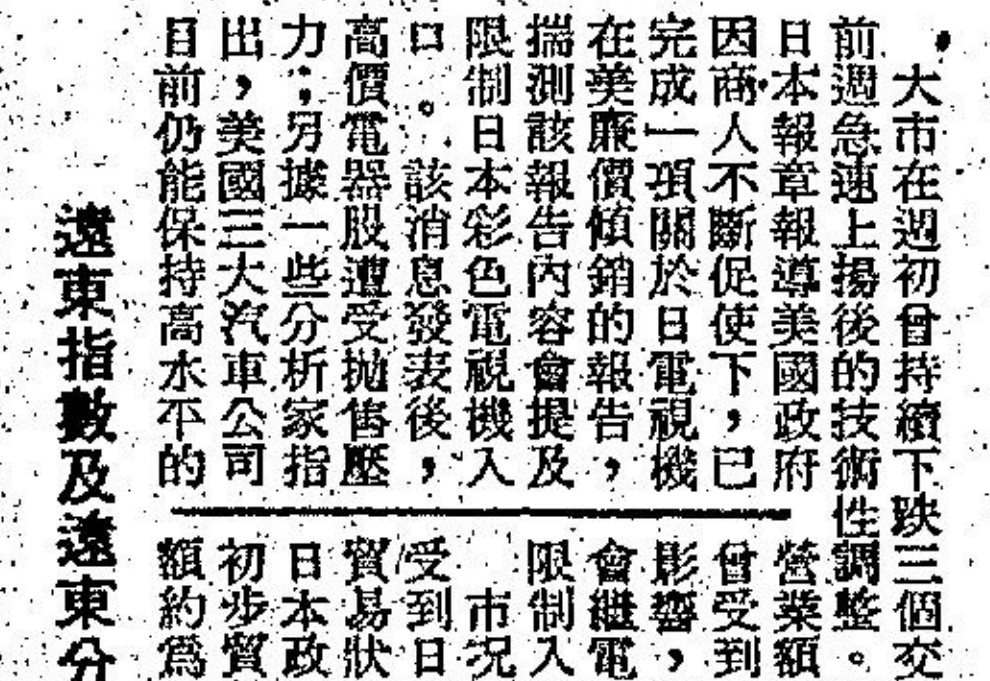 大市在週初曾持續下跌三個交
前週急速上揚後的技術性調整。
日本報章報導美國政府
因商人不斷促使下，已
完成一項關於日電視機
在美廉價傾銷的報告，
揣測該報告內容會提及
限制日本彩色電視機入
口。該消息發表後，
高價電器股遭受拋售壓
力；另據一些分析家指
出，美國三大汽車公司
目前仍能保持高水平的
營業額
曾受到
影響，
會繼電
限制入
市況
受到日
貿易狀
日本政
初步貿
額約爲
遠東指數及遠東分